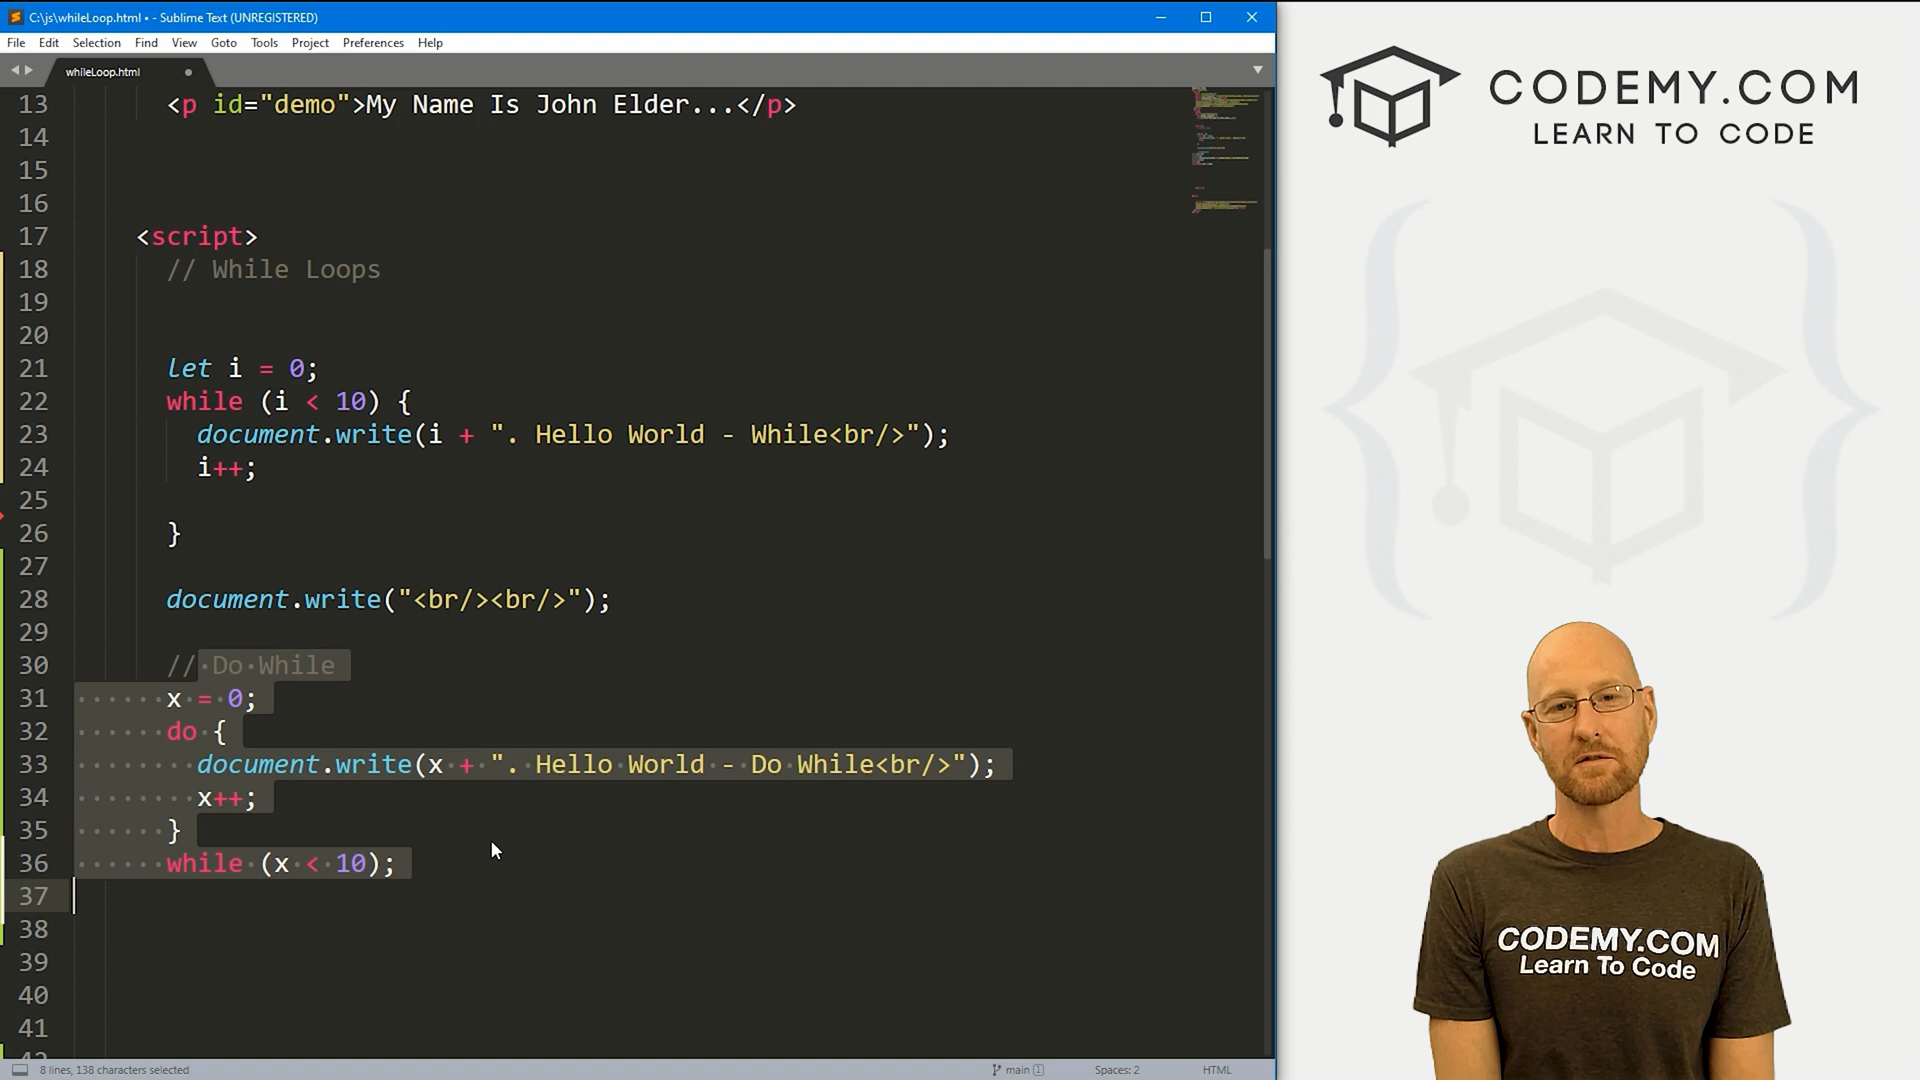 C:\js\whileLoop.html • - Sublime Text (UNREGISTERED)
File Edit Selection Find View Goto Tools Project Preferences Help
whileLoop.html
13 <p id="demo">My Name Is John Elder...</p>
14
15
16
17 <script>
18 // While Loops
19
20
21 let i = 0;
22 while (i < 10) {
23 document.write(i + ". Hello World - While<br/>");
24 i++;
25
26 }
27
28 document.write("<br/><br/>");
29
30 // Do While
31 x = 0;
32 do {
33 document.write(x + ". Hello World - Do While<br/>");
34 x++;
35 }
36 while (x < 10);
37
38
39
40
41
8 lines, 138 characters selected
main 1
Spaces: 2
HTML
CODEMY.COM
LEARN TO CODE
CODEMY.COM
Learn To Code